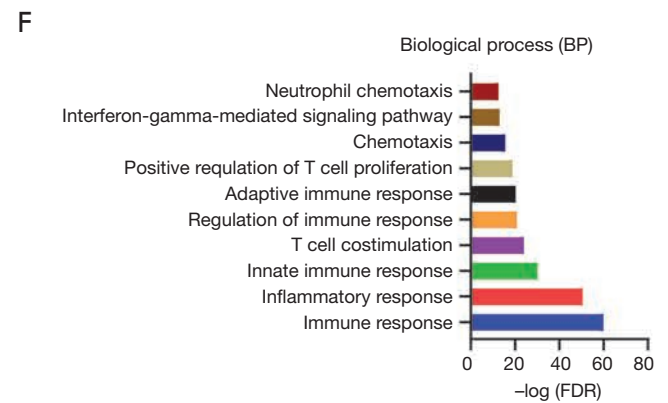 F
Biological process (BP)
Neutrophil chemotaxis
Interferon-gamma-mediated signaling pathway
Chemotaxis
Positive requlation of T cell proliferation
Adaptive immune response
Regulation of immune response
T cell costimulation
Innate immune response
Inflammatory response
Immune response
0 20 40 60 80
–log (FDR)